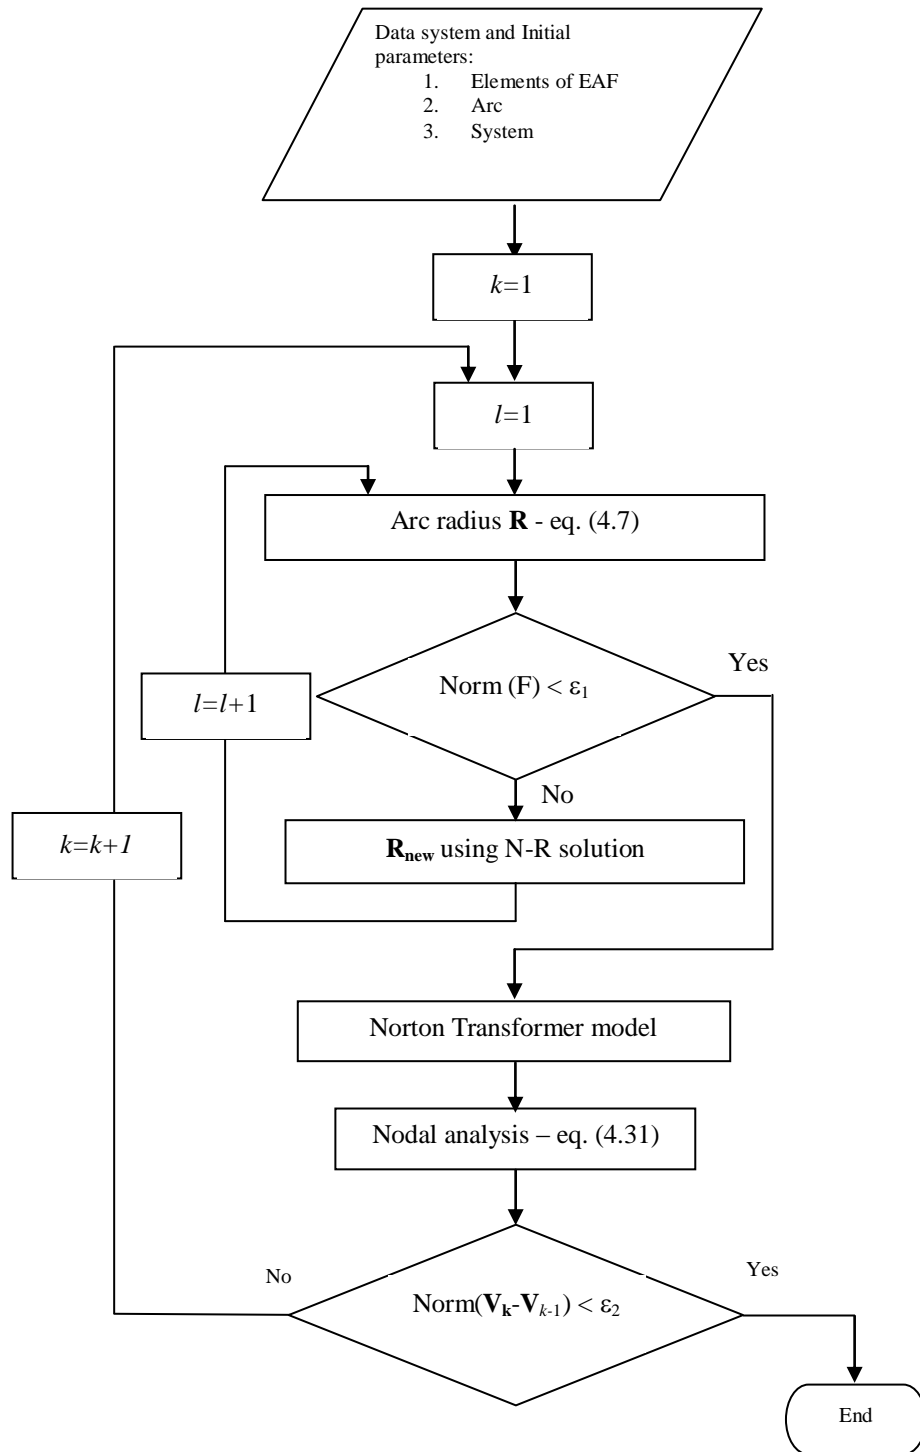 Data system and Initial
parameters:
1. Elements of EAF
2. Arc
3. System
k=1
l=1
Arc radius R - eq. (4.7)
Yes
Norm (F) < ε1
l=l+1
No
k=k+1
Rnew using N-R solution
Norton Transformer model
Nodal analysis – eq. (4.31)
No
Yes
Norm(Vk-Vk-1) < ε2
End